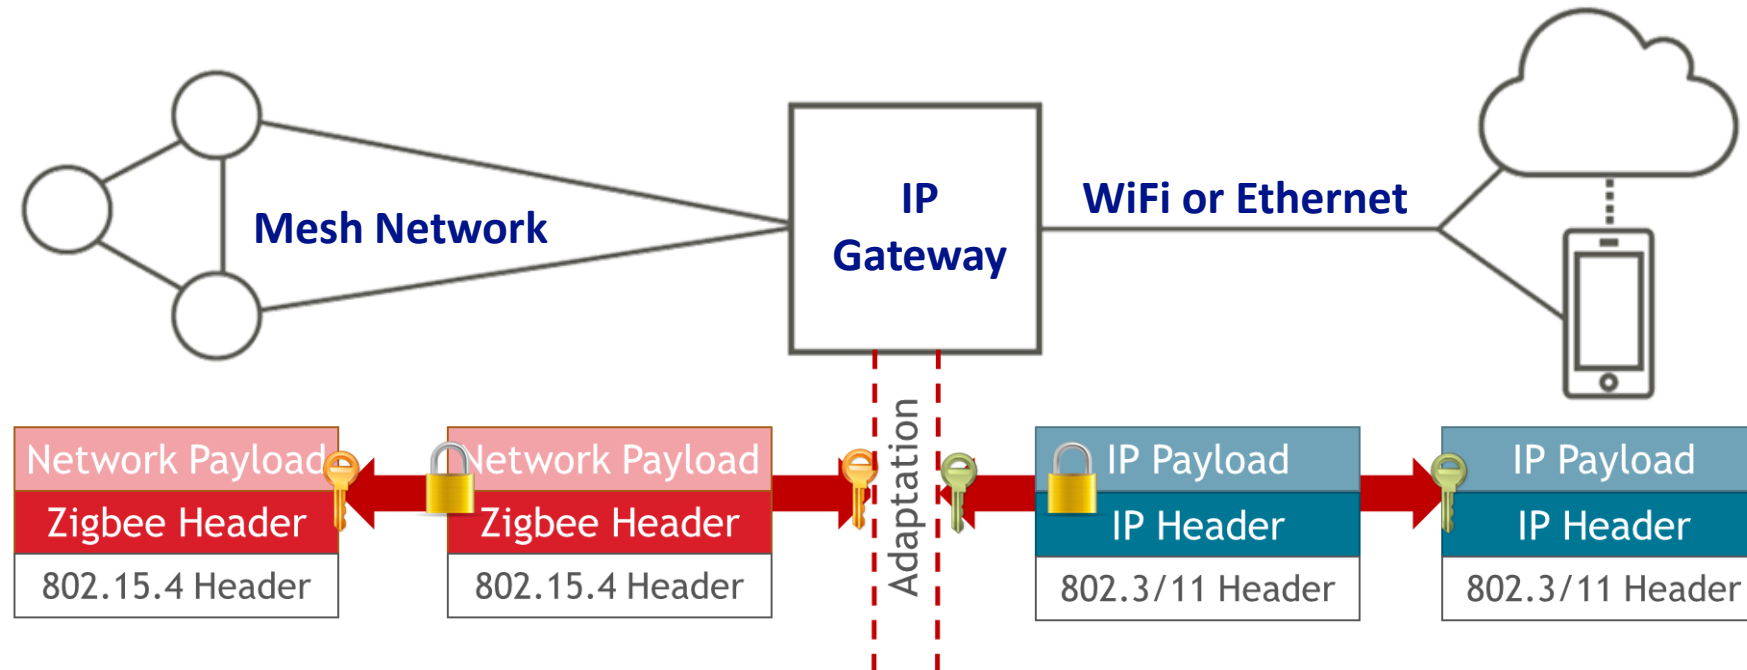 Mesh Network
IP
Gateway
WiFi or Ethernet
Network Payload
Zigbee Header
802.15.4 Header
Network Payload
Zigbee Header
802.15.4 Header
Adaptation
IP Payload
IP Header
802.3/11 Header
IP Payload
IP Header
802.3/11 Header